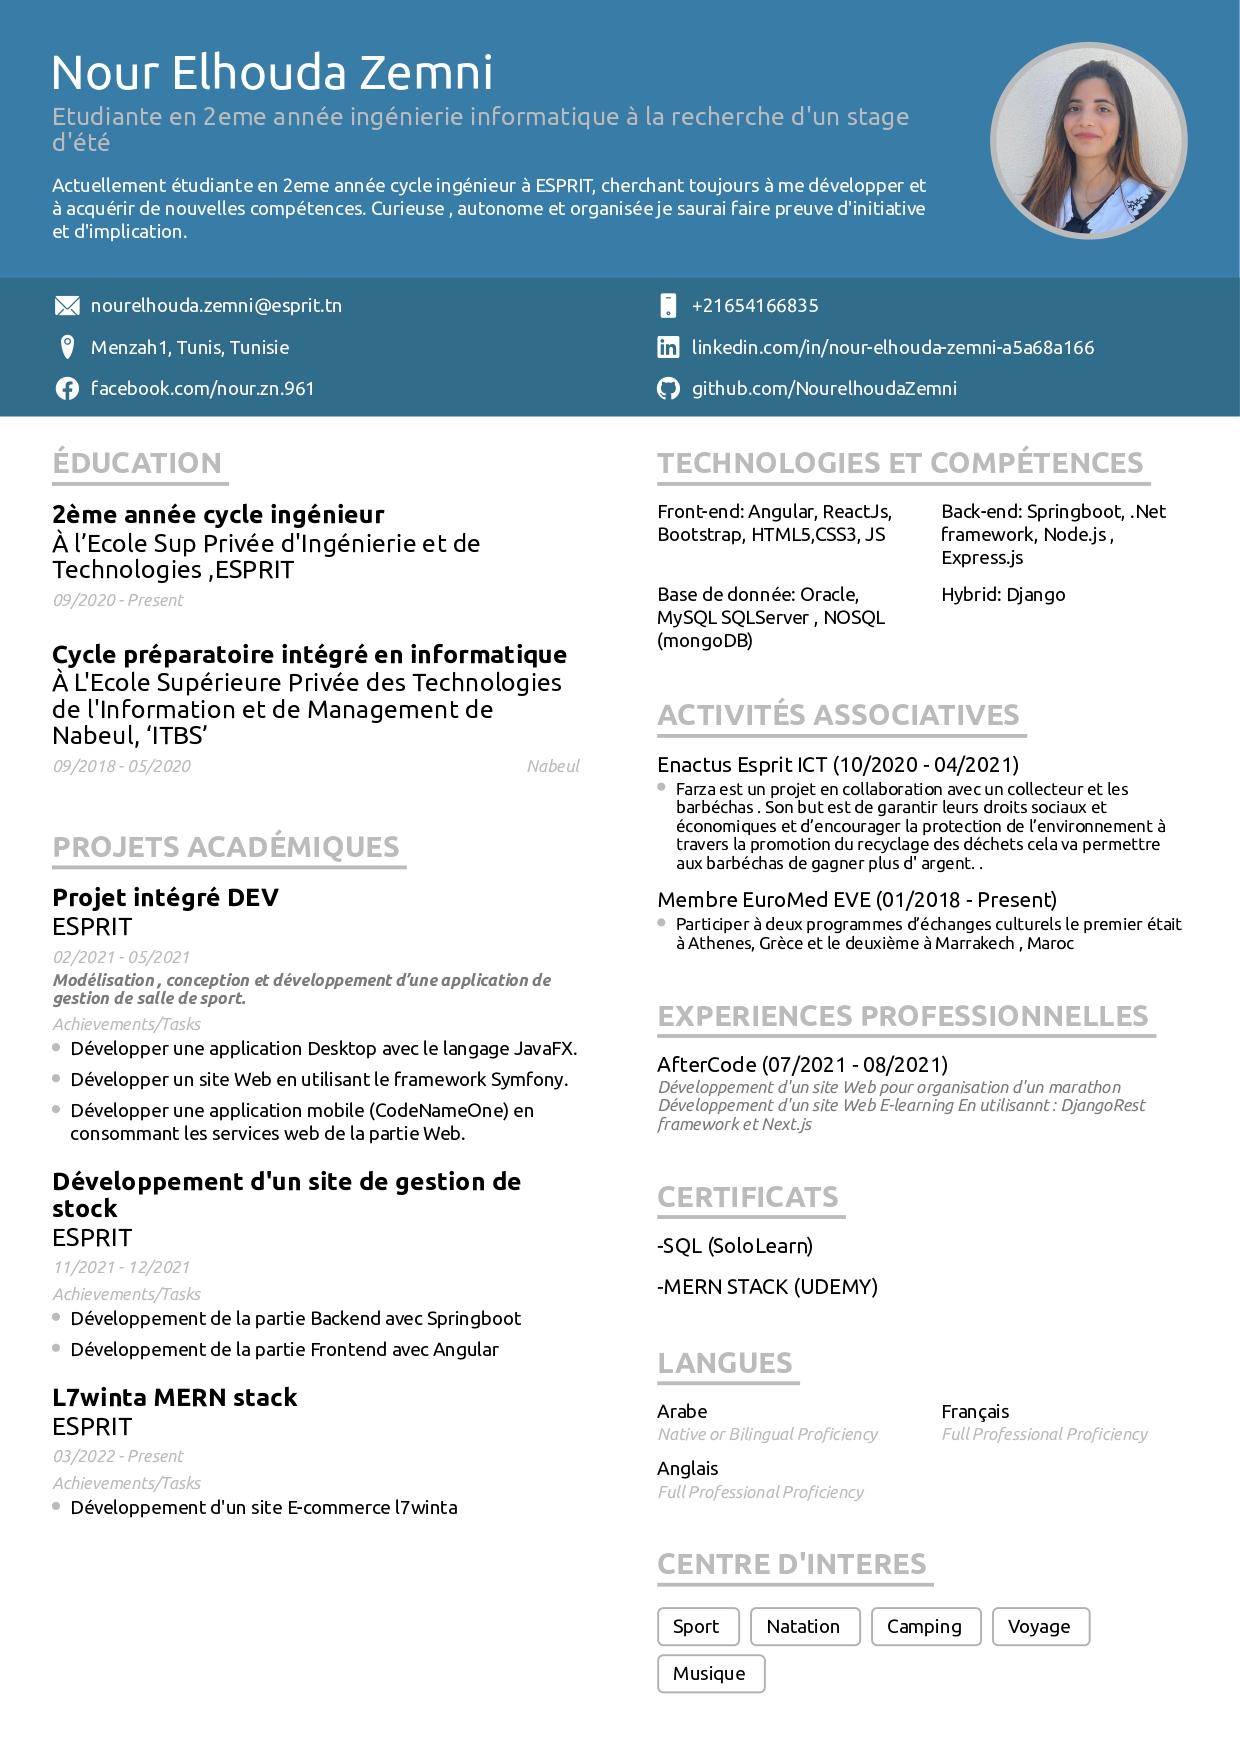 Nour Elhouda Zemni
Etudiante en 2eme année ingénierie informatique à la recherche d'un stage
d'été
Actuellement étudiante en 2eme année cycle ingénieur à ESPRIT, cherchant toujours à me développer et
à acquérir de nouvelles compétences. Curieuse , autonome et organisée je saurai faire preuve d'initiative
et d'implication.
nourelhouda.zemni@esprit.tn
+21654166835
Menzah1, Tunis, Tunisie
linkedin.com/in/nour-elhouda-zemni-a5a68a166
facebook.com/nour.zn.961
github.com/NourelhoudaZemni
ÉDUCATION
2ème année cycle ingénieur
À l’Ecole Sup Privée d'Ingénierie et de
Technologies ,ESPRIT
09/2020 - Present
Cycle préparatoire intégré en informatique
À L'Ecole Supérieure Privée des Technologies
de l'Information et de Management de
Nabeul, ‘ITBS’
09/2018 - 05/2020
Nabeul
PROJETS ACADÉMIQUES
Projet intégré DEV
ESPRIT
02/2021 - 05/2021
Modélisation , conception et développement d’une application de
gestion de salle de sport.
Achievements/Tasks
Développer une application Desktop avec le langage JavaFX.
Développer un site Web en utilisant le framework Symfony.
Développer une application mobile (CodeNameOne) en
consommant les services web de la partie Web.
Développement d'un site de gestion de
stock
ESPRIT
11/2021 - 12/2021
Achievements/Tasks
Développement de la partie Backend avec Springboot
Développement de la partie Frontend avec Angular
L7winta MERN stack
ESPRIT
03/2022 - Present
Achievements/Tasks
Développement d'un site E-commerce l7winta
TECHNOLOGIES ET COMPÉTENCES
Front-end: Angular, ReactJs,
Bootstrap, HTML5,CSS3, JS
Back-end: Springboot, .Net
framework, Node.js ,
Express.js
Base de donnée: Oracle,
MySQL SQLServer , NOSQL
(mongoDB)
Hybrid: Django
ACTIVITÉS ASSOCIATIVES
Enactus Esprit ICT (10/2020 - 04/2021)
Farza est un projet en collaboration avec un collecteur et les
barbéchas . Son but est de garantir leurs droits sociaux et
économiques et d’encourager la protection de l’environnement à
travers la promotion du recyclage des déchets cela va permettre
aux barbéchas de gagner plus d' argent. .
Membre EuroMed EVE (01/2018 - Present)
Participer à deux programmes d’échanges culturels le premier était
à Athenes, Grèce et le deuxième à Marrakech , Maroc
EXPERIENCES PROFESSIONNELLES
AfterCode (07/2021 - 08/2021)
Développement d'un site Web pour organisation d'un marathon
Développement d'un site Web E-learning En utilisannt : DjangoRest
framework et Next.js
CERTIFICATS
-SQL (SoloLearn)
-MERN STACK (UDEMY)
LANGUES
Arabe
Native or Bilingual Proficiency
Français
Full Professional Proficiency
Anglais
Full Professional Proficiency
CENTRE D'INTERES
Sport
Natation
Camping
Voyage
Musique